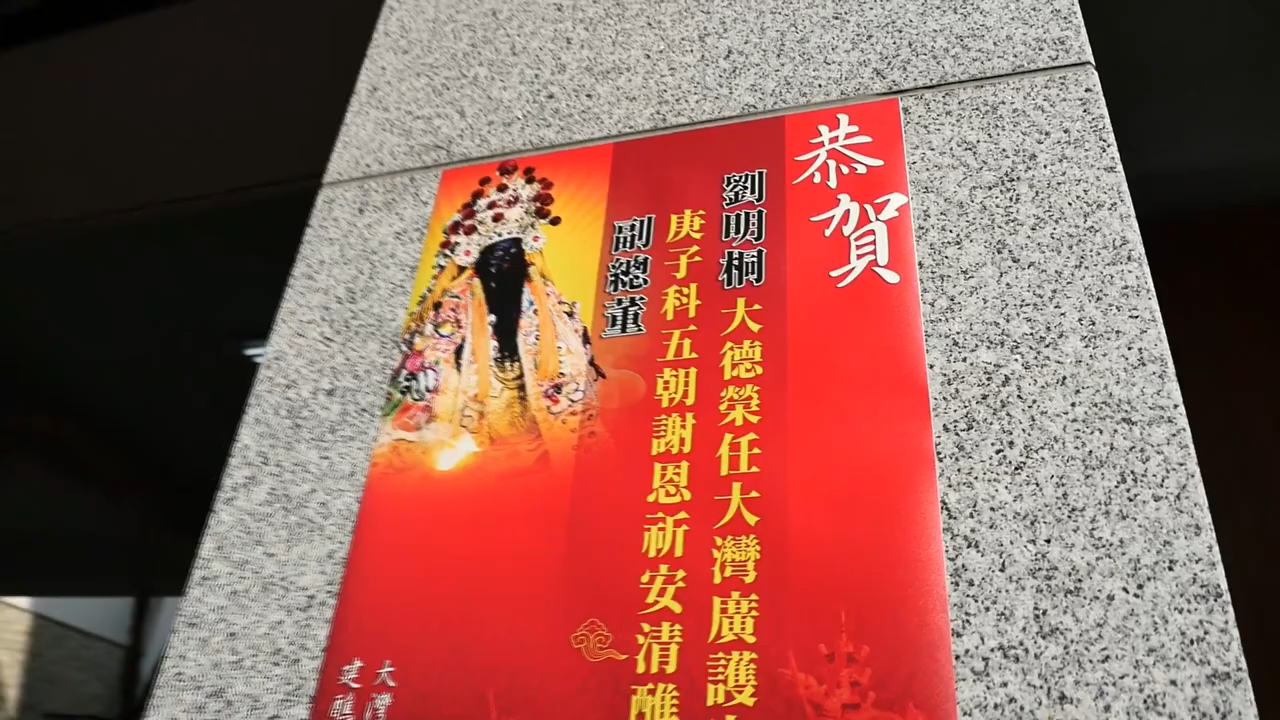 恭賀
劉明桐大德榮任大灣廣護
庚子科五朝謝恩祈安清醮
副總董
大灣
建醮